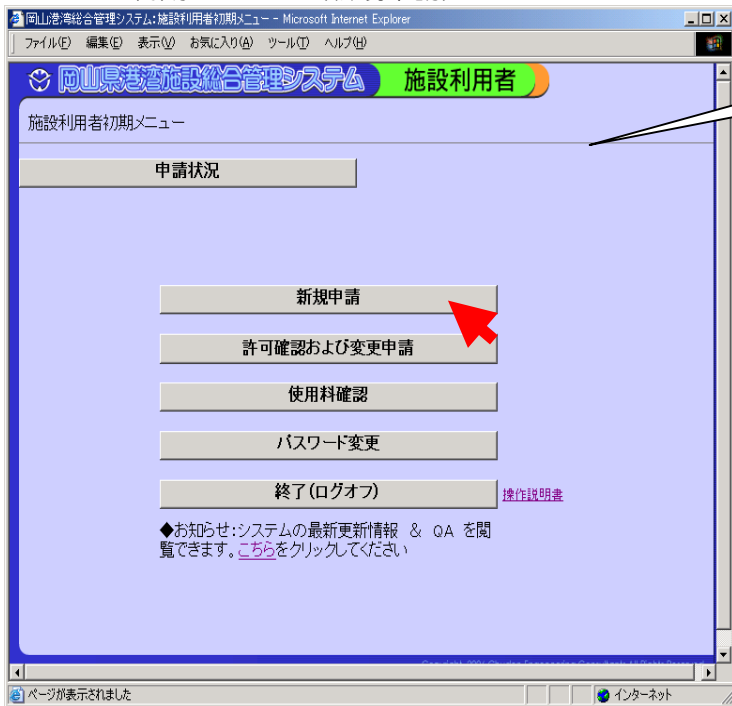 岡山港湾総合管理システム:施設利用者初期メニュー - Microsoft Internet Explorer
ファイル(F) 編集(E) 表示(V) お気に入り(A) ツール(T) ヘルプ(H)
岡山県港湾施設総合管理システム 施設利用者
施設利用者初期メニュー
申請状況
新規申請
許可確認および変更申請
使用料確認
パスワード変更
終了(ログオフ) 操作説明書
◆お知らせ:システムの最新更新情報 & QA を閲
覧できます。こちらをクリックしてください
ページが表示されました インターネット